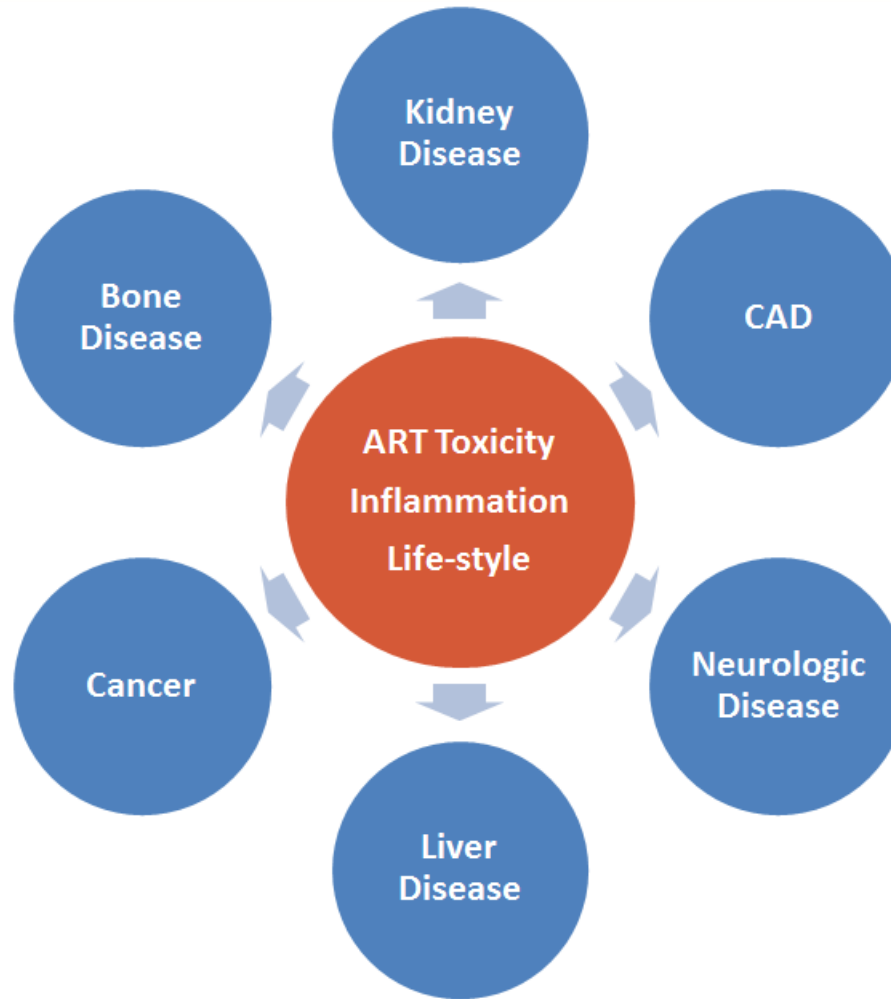 Kidney
Disease
Bone
Disease
CAD
ART Toxicity
Inflammation
Life-style
Cancer
Neurologic
Disease
Liver
Disease